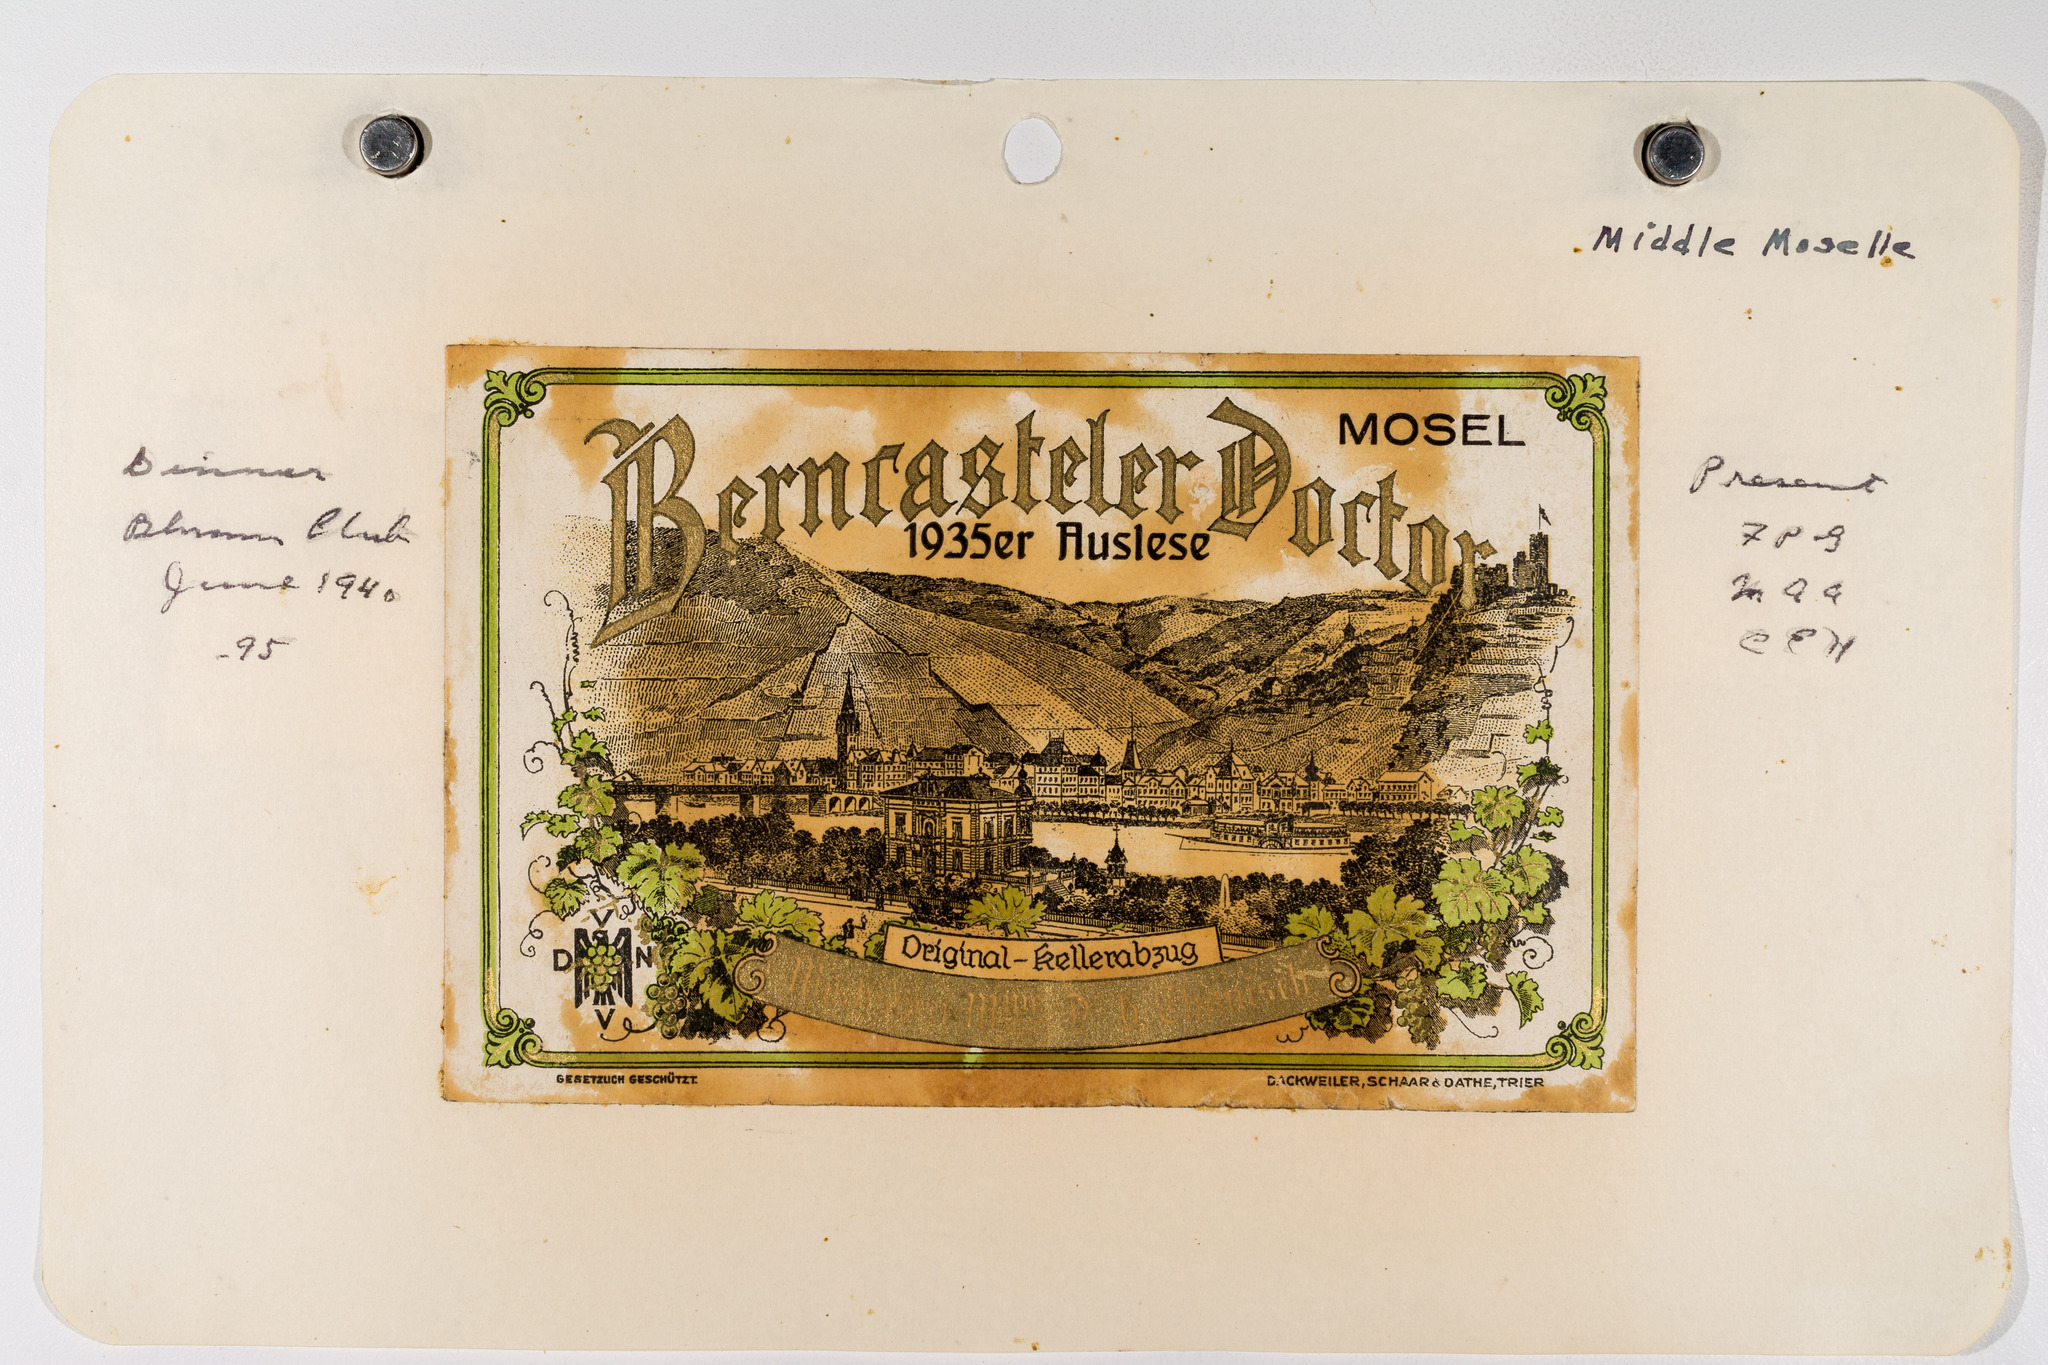 Middle Moselle
MOSEL
Berncasteler Doctor
1935er Auslese
Dinner
Club
June 1940
.95
Present
7 P G
C E H
Original-Kellerabzug
V
D N
V
GESETZLICH GESCHÜTZT.
DACKWEILER, SCHAAR & DATHE, TRIER